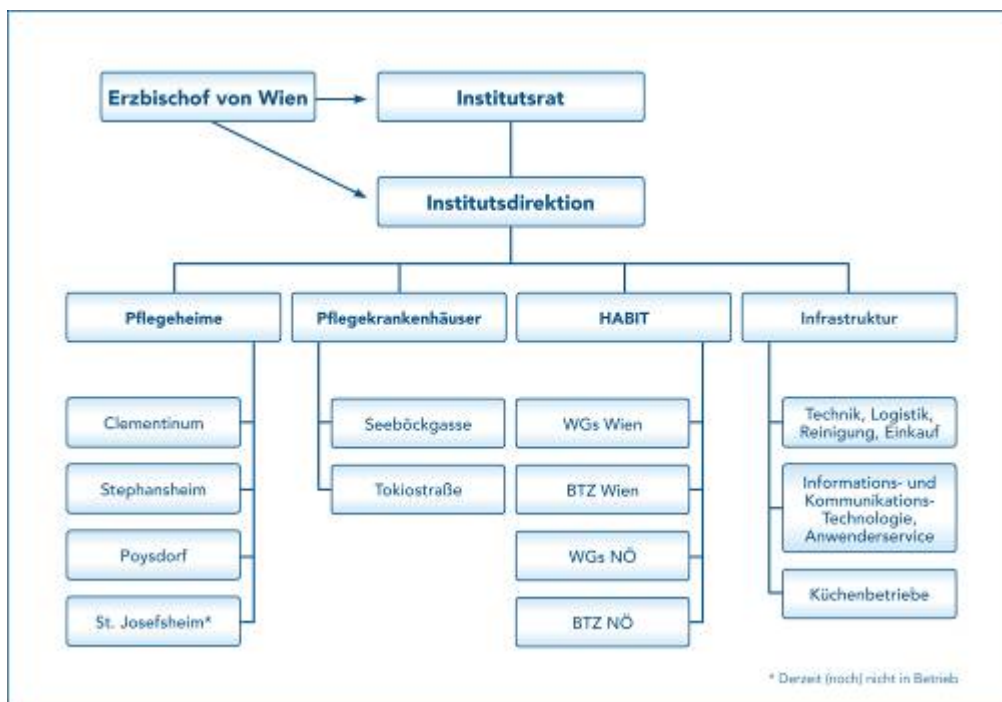 Erzbischof von Wien
Institutsrat
Institutsdirektion
Pflegeheime
Pflegekrankenhäuser
HABIT
Infrastruktur
Clementinum
Stephansheim
Poysdorf
St. Josefsheim*
Seeböckgasse
Tokiostraße
WGs Wien
BTZ Wien
WGs NÖ
BTZ NÖ
Technik, Logistik,
Reinigung, Einkauf
Informations- und
Kommunikations-
Technologie,
Anwenderservice
Küchenbetriebe
* Derzeit (noch) nicht in Betrieb